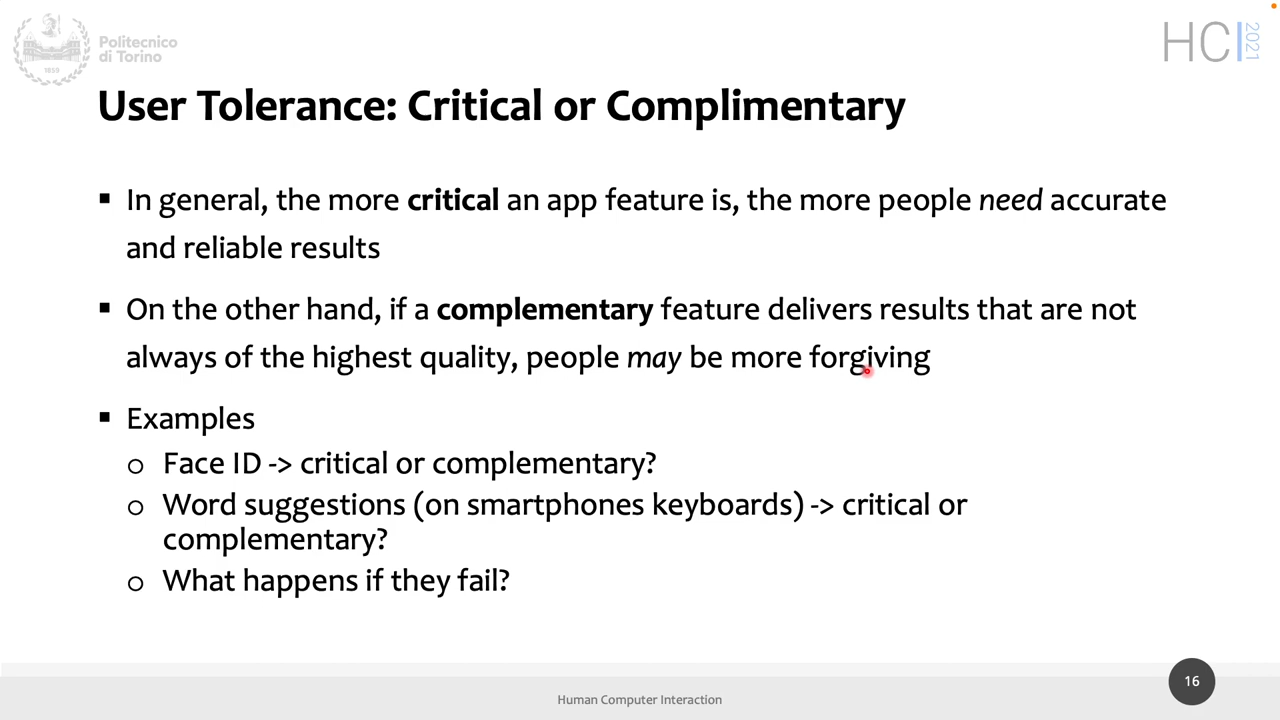 Politecnico
di Torino
1859
HCI 2021
User Tolerance: Critical or Complimentary
▪ In general, the more critical an app feature is, the more people need accurate
and reliable results
▪ On the other hand, if a complementary feature delivers results that are not
always of the highest quality, people may be more forgiving
▪ Examples
o Face ID -> critical or complementary?
o Word suggestions (on smartphones keyboards) -> critical or
complementary?
o What happens if they fail?
Human Computer Interaction
16